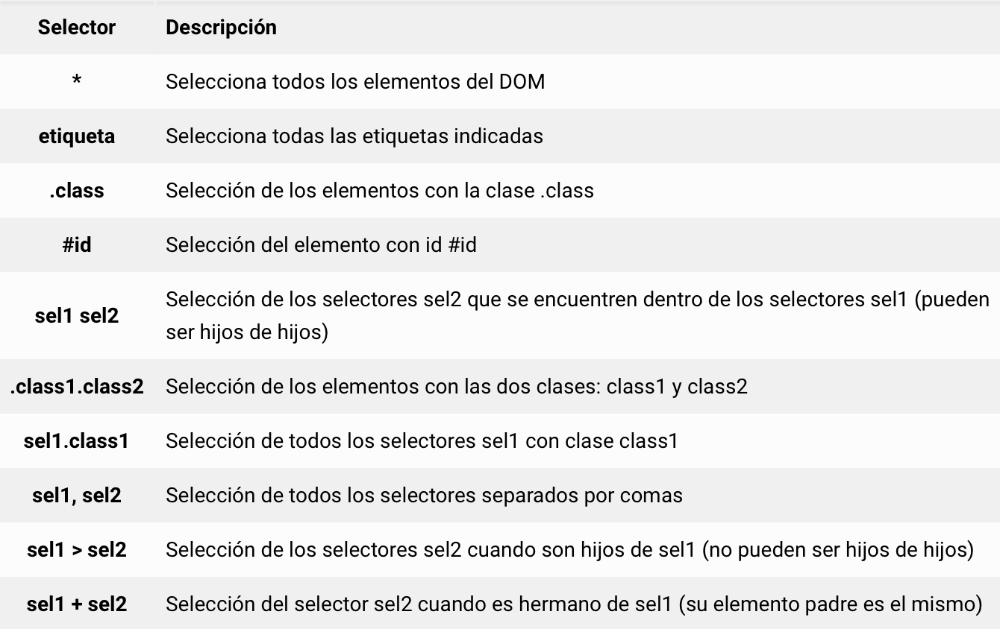 Selector Descripción
* Selecciona todos los elementos del DOM
etiqueta Selecciona todas las etiquetas indicadas
.class Selección de los elementos con la clase .class
#id Selección del elemento con id #id
sel1 sel2 Selección de los selectores sel2 que se encuentren dentro de los selectores sel1 (pueden
ser hijos de hijos)
.class1.class2 Selección de los elementos con las dos clases: class1 y class2
sel1.class1 Selección de todos los selectores sel1 con clase class1
sel1, sel2 Selección de todos los selectores separados por comas
sel1 > sel2 Selección de los selectores sel2 cuando son hijos de sel1 (no pueden ser hijos de hijos)
sel1 + sel2 Selección del selector sel2 cuando es hermano de sel1 (su elemento padre es el mismo)